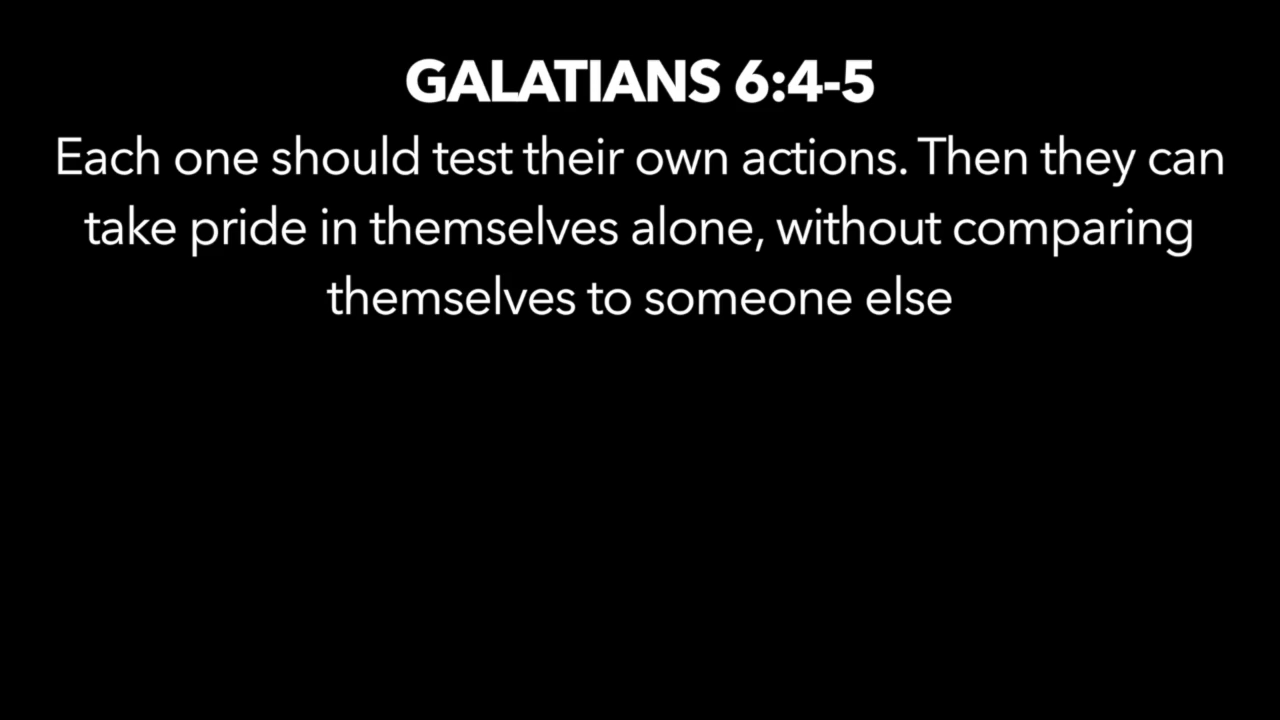 GALATIANS 6:4-5
Each one should test their own actions. Then they can
take pride in themselves alone, without comparing
themselves to someone else